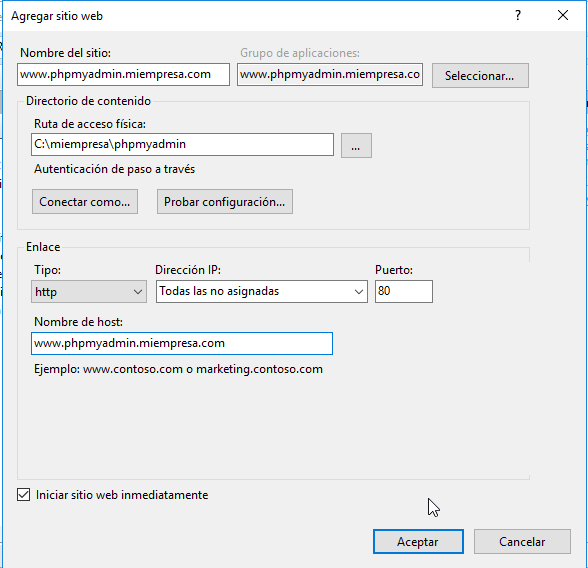 Agregar sitio web
Nombre del sitio: Grupo de aplicaciones:
www.phpmyadmin.miempresa.com www.phpmyadmin.miempresa.co Seleccionar...
Directorio de contenido
Ruta de acceso física:
C:\miempresa\phpmyadmin ...
Autenticación de paso a través
Conectar como... Probar configuración...
Enlace
Tipo: Dirección IP: Puerto:
http Todas las no asignadas 80
Nombre de host:
www.phpmyadmin.miempresa.com
Ejemplo: www.contoso.com o marketing.contoso.com
Iniciar sitio web inmediatamente
Aceptar Cancelar